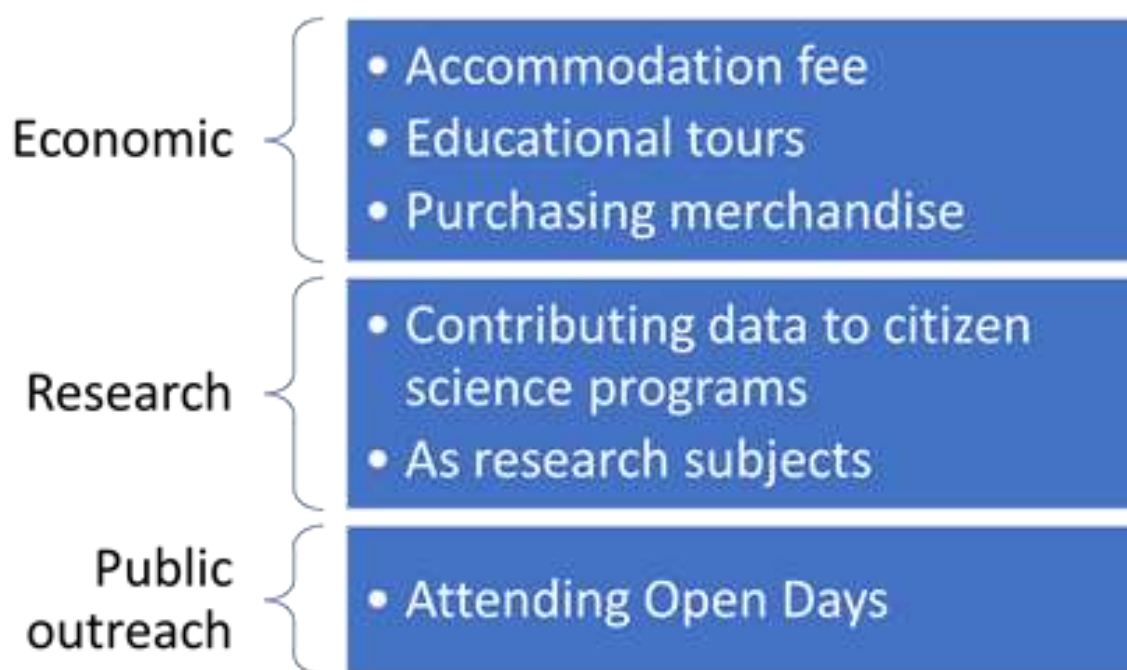 Economic
• Accommodation fee
• Educational tours
• Purchasing merchandise
Research
• Contributing data to citizen
science programs
• As research subjects
Public
outreach
• Attending Open Days